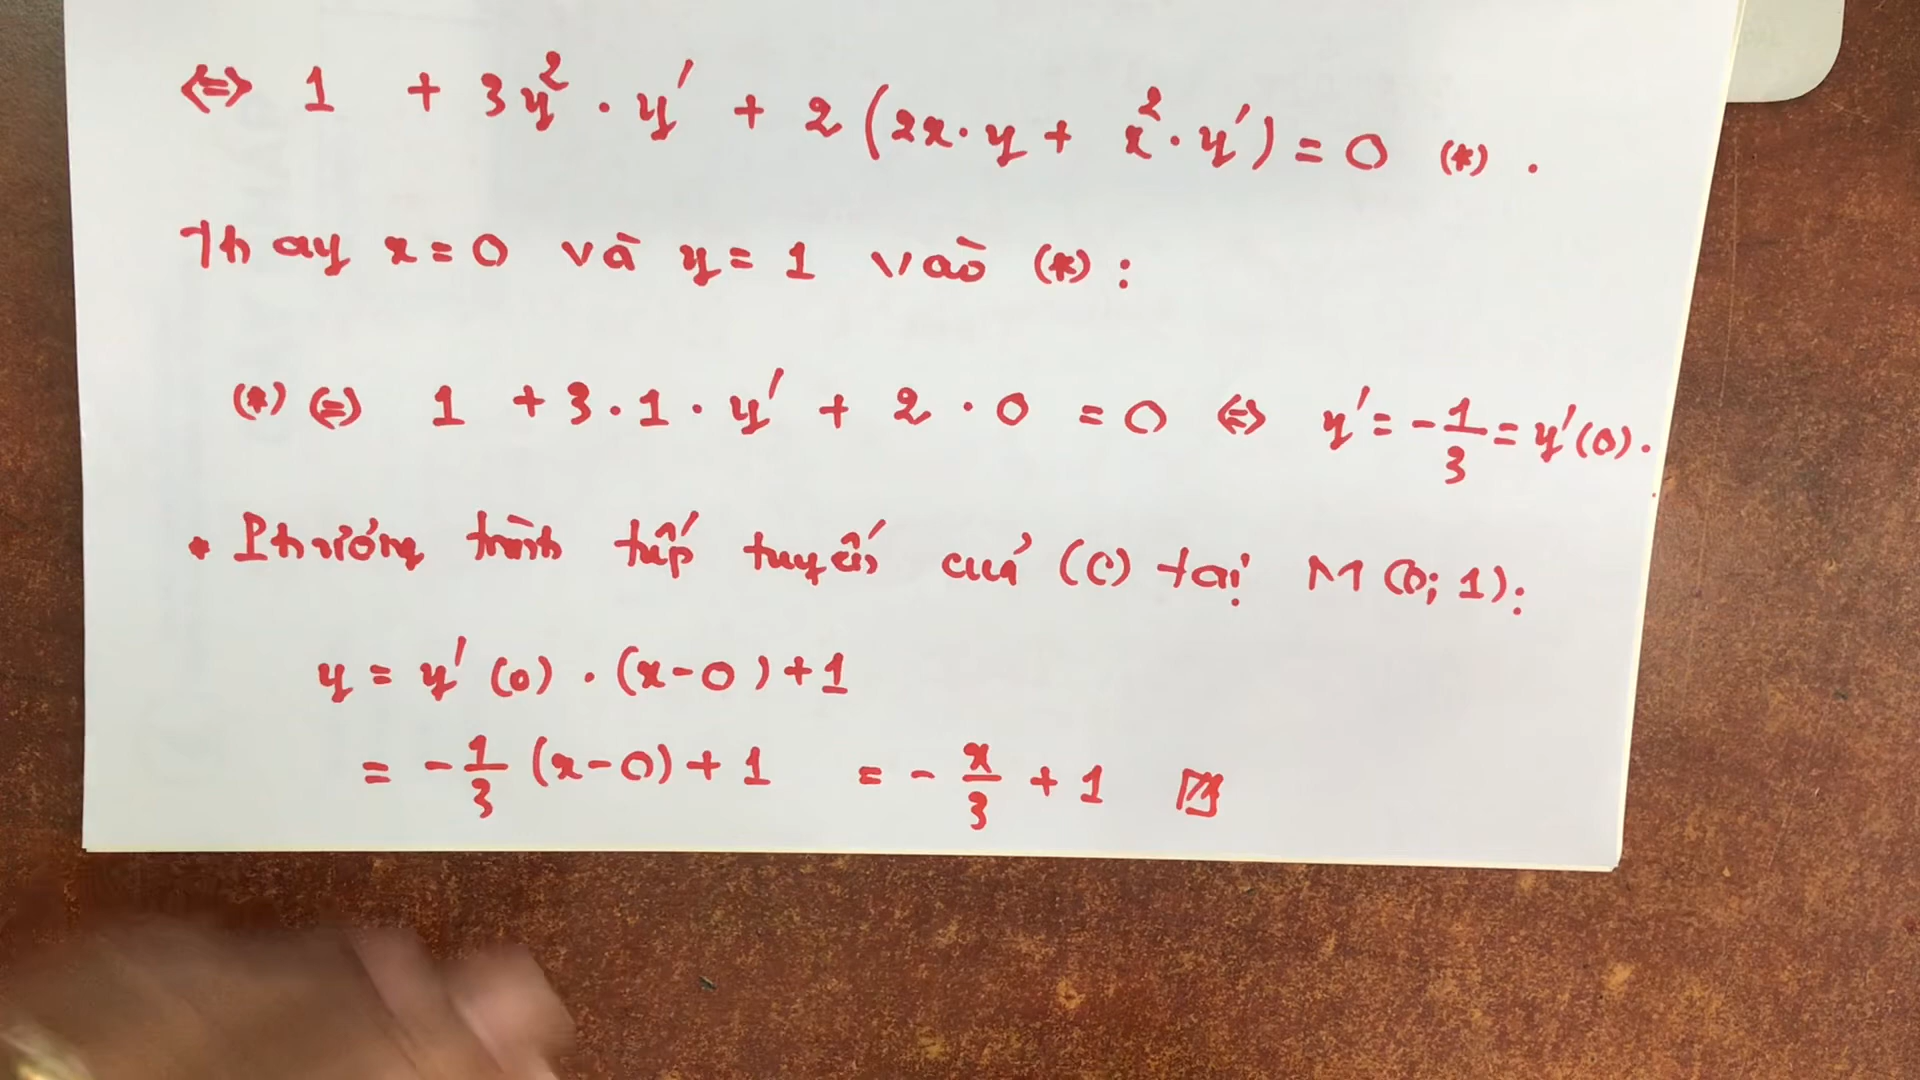 ⇔ 1 + 3y² · y' + 2(2x·y + x²·y') = 0 (*) .
Thay x = 0 và y = 1 vào (*) :
(*) ⇔ 1 + 3·1·y' + 2·0 = 0 ⇔ y' = -1/3 = y'(0).
* Phương trình tiếp tuyến của (C) tại M(0; 1):
y = y'(0) · (x-0) + 1
= -1/3 (x-0) + 1 = -x/3 + 1